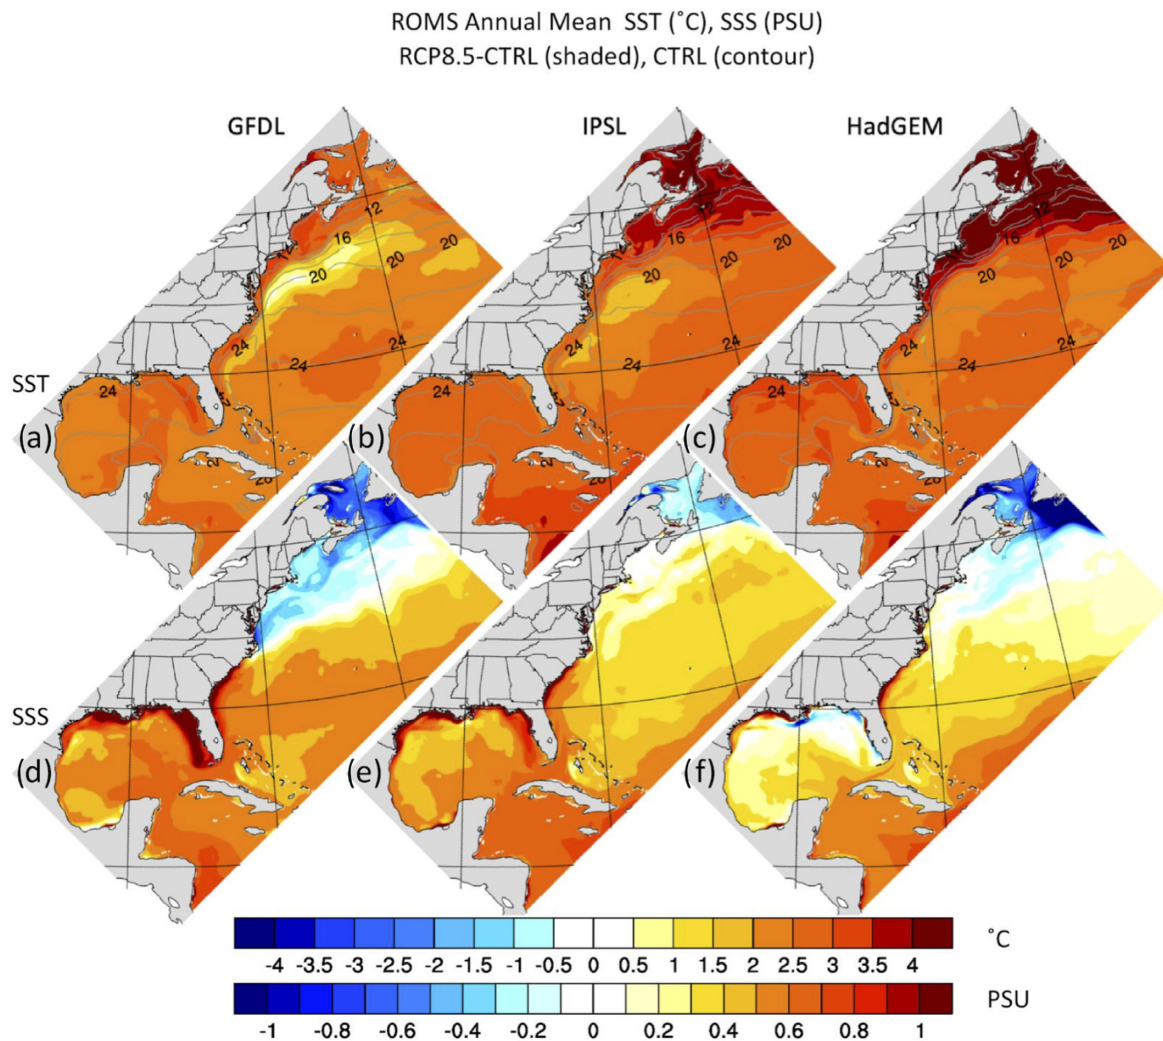 ROMS Annual Mean SST (˚C), SSS (PSU)
RCP8.5-CTRL (shaded), CTRL (contour)
GFDL IPSL HadGEM
12 12 12
16 20 16 20 16 20
12 20 20 20
20 20 20
24 24 24
24 24 24
SST 24 24 24
(a) (b) (c)
SSS
(d) (e) (f)
˚C
-4 -3.5 -3 -2.5 -2 -1.5 -1 -0.5 0 0.5 1 1.5 2 2.5 3 3.5 4
PSU
-1 -0.8 -0.6 -0.4 -0.2 0 0.2 0.4 0.6 0.8 1